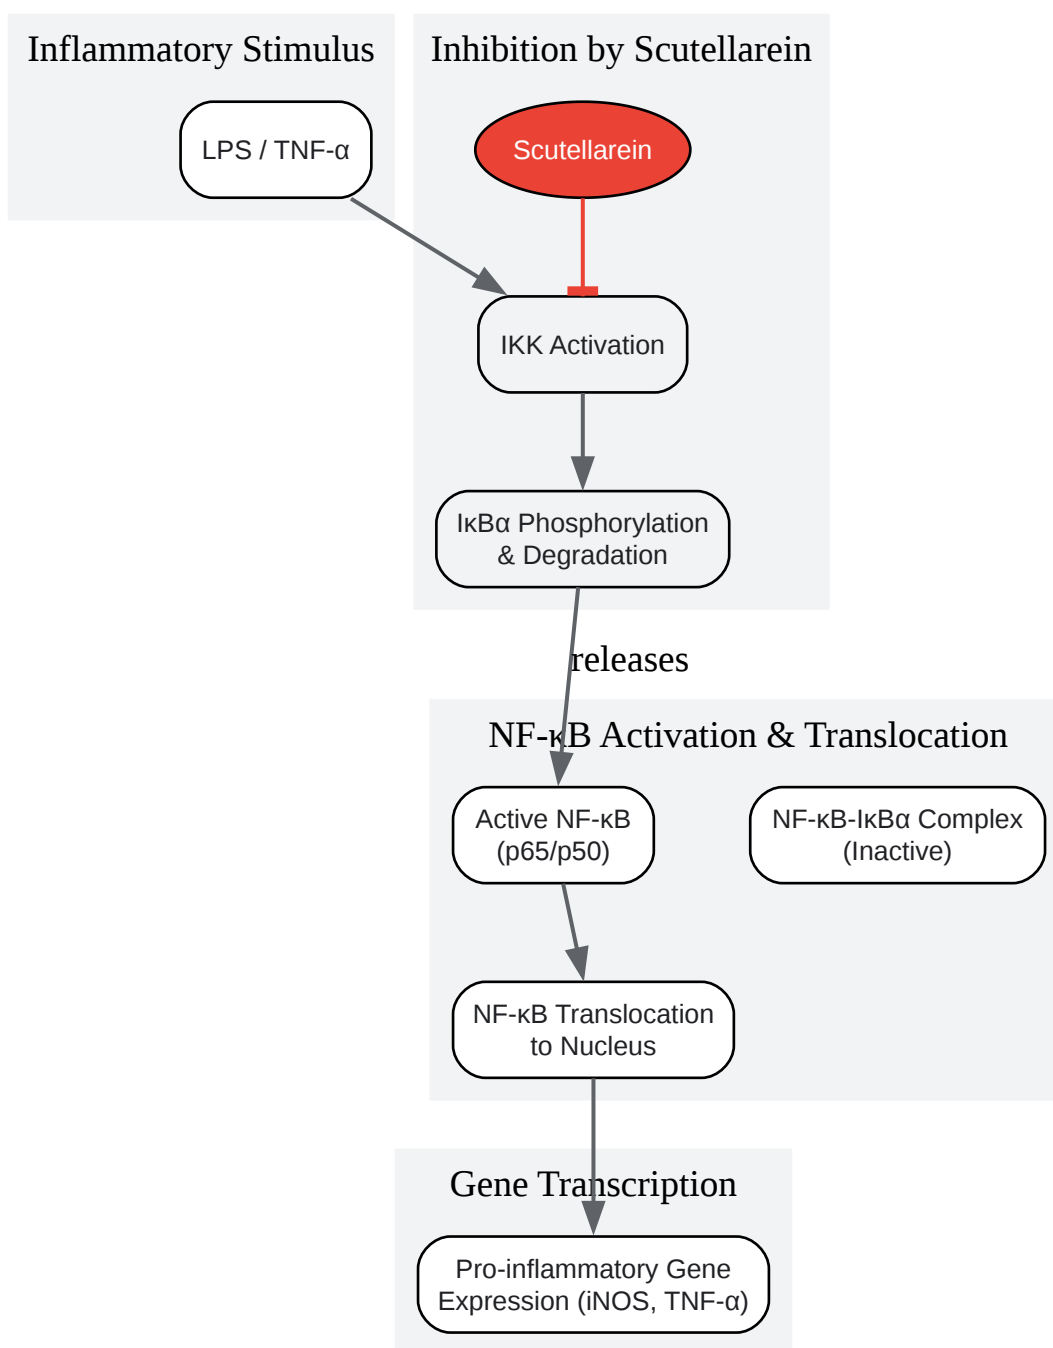 Inflammatory Stimulus
Inhibition by Scutellarein
LPS / TNF-α
Scutellarein
IKK Activation
IκBα Phosphorylation
& Degradation
releases
NF-κB Activation & Translocation
Active NF-κB
(p65/p50)
NF-κB-IκBα Complex
(Inactive)
NF-κB Translocation
to Nucleus
Gene Transcription
Pro-inflammatory Gene
Expression (iNOS, TNF-α)